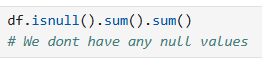 df.isnull().sum().sum()
# We dont have any null values